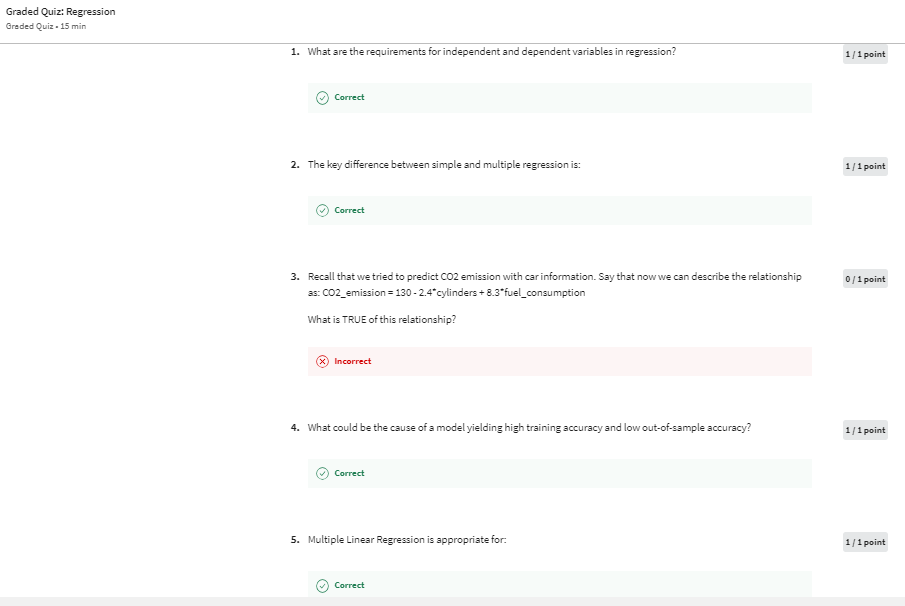 Graded Quiz: Regression
Graded Quiz • 15 min
1. What are the requirements for independent and dependent variables in regression?
1 / 1 point
Correct
2. The key difference between simple and multiple regression is:
1 / 1 point
Correct
3. Recall that we tried to predict CO2 emission with car information. Say that now we can describe the relationship
0 / 1 point
as: CO2_emission = 130 - 2.4*cylinders + 8.3*fuel_consumption
What is TRUE of this relationship?
Incorrect
4. What could be the cause of a model yielding high training accuracy and low out-of-sample accuracy?
1 / 1 point
Correct
5. Multiple Linear Regression is appropriate for:
1 / 1 point
Correct